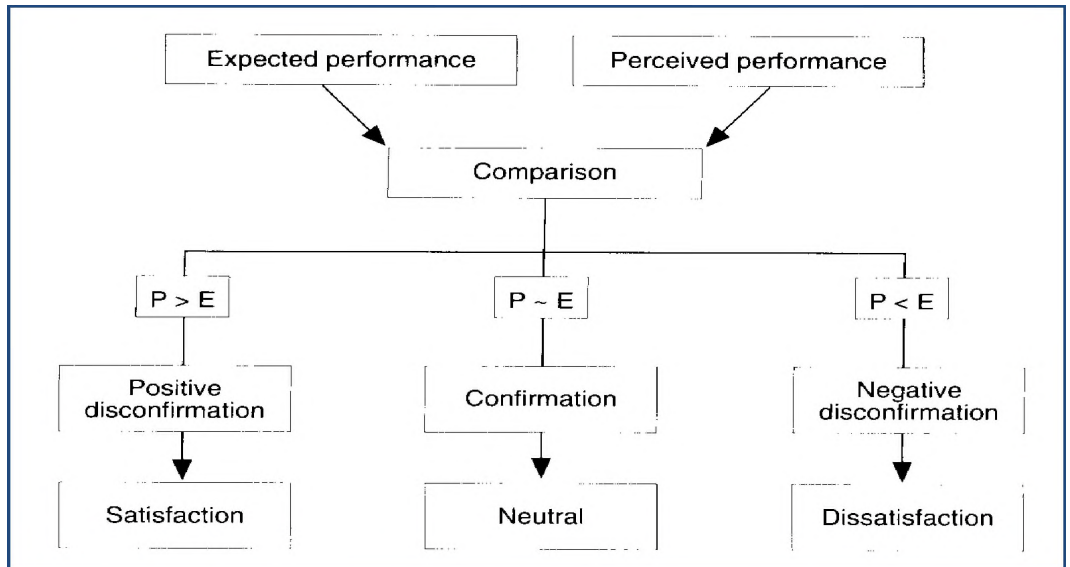 Expected performance
Perceived performance
Comparison
P > E
P ~ E
P < E
Positive
disconfirmation
Confirmation
Negative
disconfirmation
Satisfaction
Neutral
Dissatisfaction